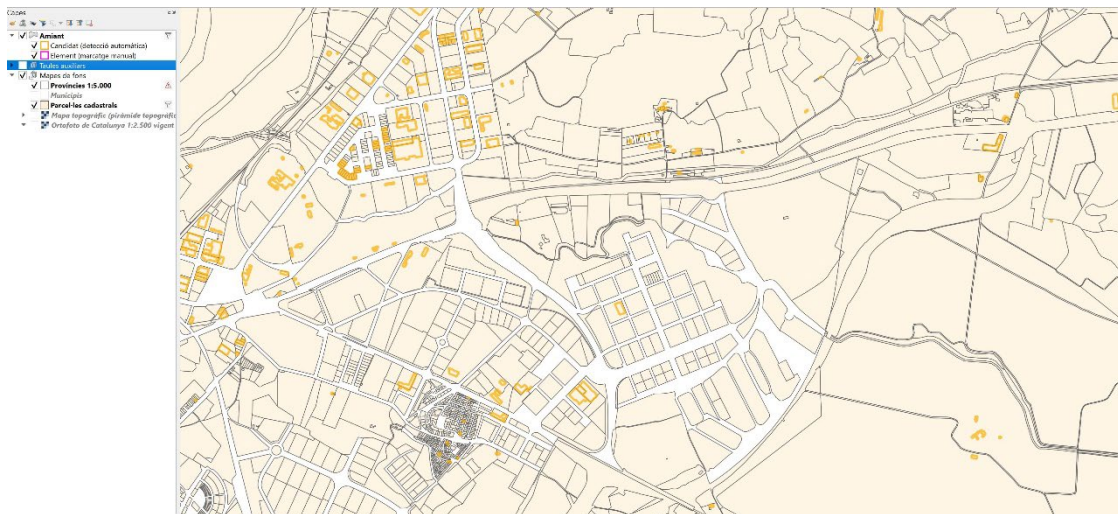 Capes
Amiant
Candidat (detecció automàtica)
Element (marcatge manual)
Taules auxiliars
Mapes de fons
Províncies 1:5.000
Municipis
Parcel·les cadastrals
Mapa topogràfic (piràmide topogràfic
Ortofoto de Catalunya 1:2.500 vigent